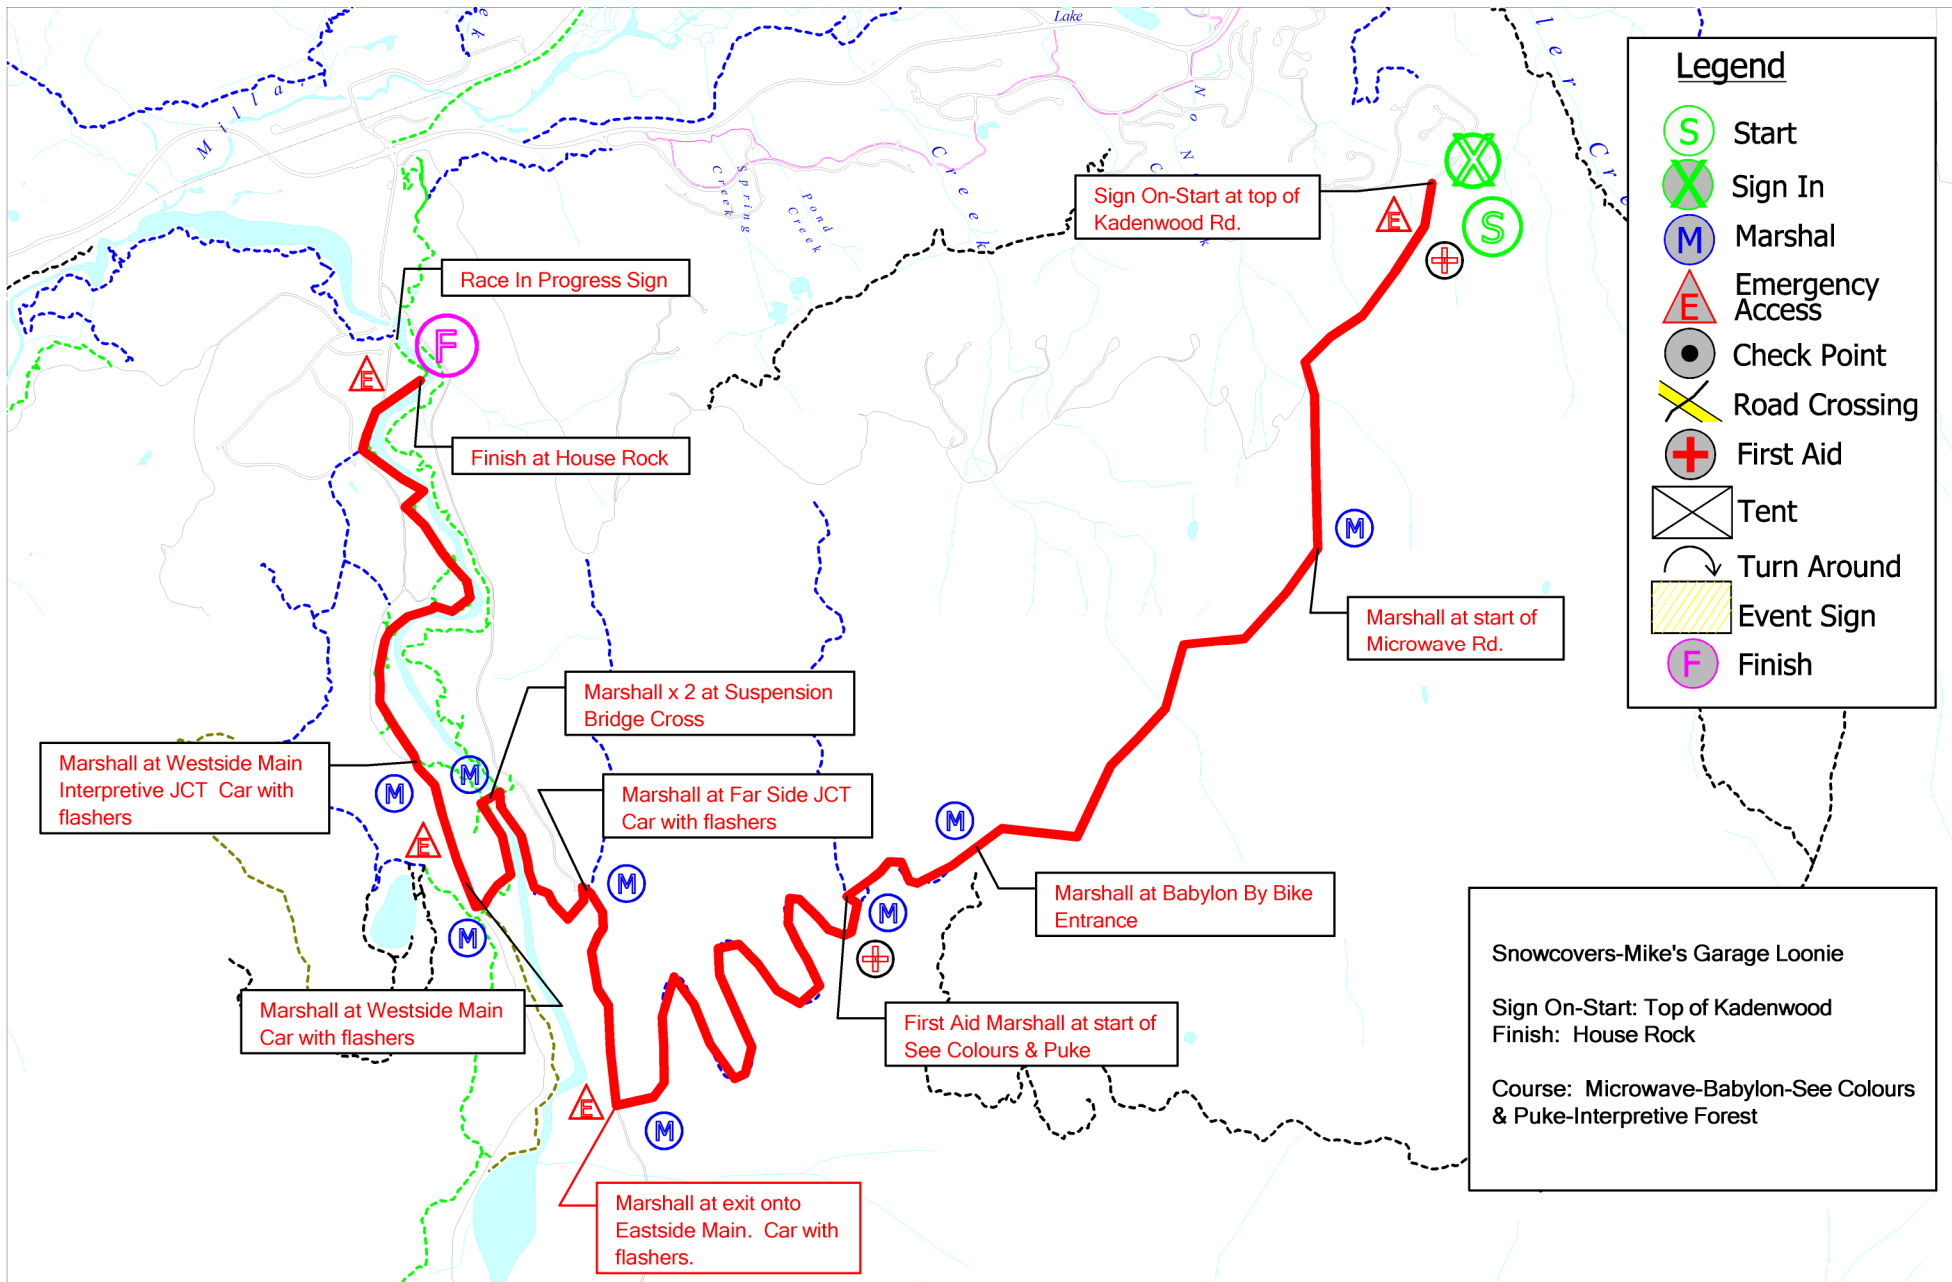 Lake
Millar
Creek
Spring
Creek
Pond
Creek
Legend
S Start
X Sign In
M Marshal
E Emergency
Access
Check Point
Road Crossing
First Aid
Tent
Turn Around
Event Sign
F Finish
X
S
E
Sign On-Start at top of
Kadenwood Rd.
Race In Progress Sign
F
E
Finish at House Rock
M
Marshall at start of
Microwave Rd.
Marshall x 2 at Suspension
Bridge Cross
Marshall at Westside Main
Interpretive JCT  Car with
flashers
M
M
Marshall at Far Side JCT
Car with flashers
E
M
M
Marshall at Babylon By Bike
Entrance
M
M
Marshall at Westside Main
Car with flashers
First Aid Marshall at start of
See Colours & Puke
E
M
Marshall at exit onto
Eastside Main.  Car with
flashers.
Snowcovers-Mike's Garage Loonie
Sign On-Start: Top of Kadenwood
Finish:  House Rock
Course:  Microwave-Babylon-See Colours
& Puke-Interpretive Forest